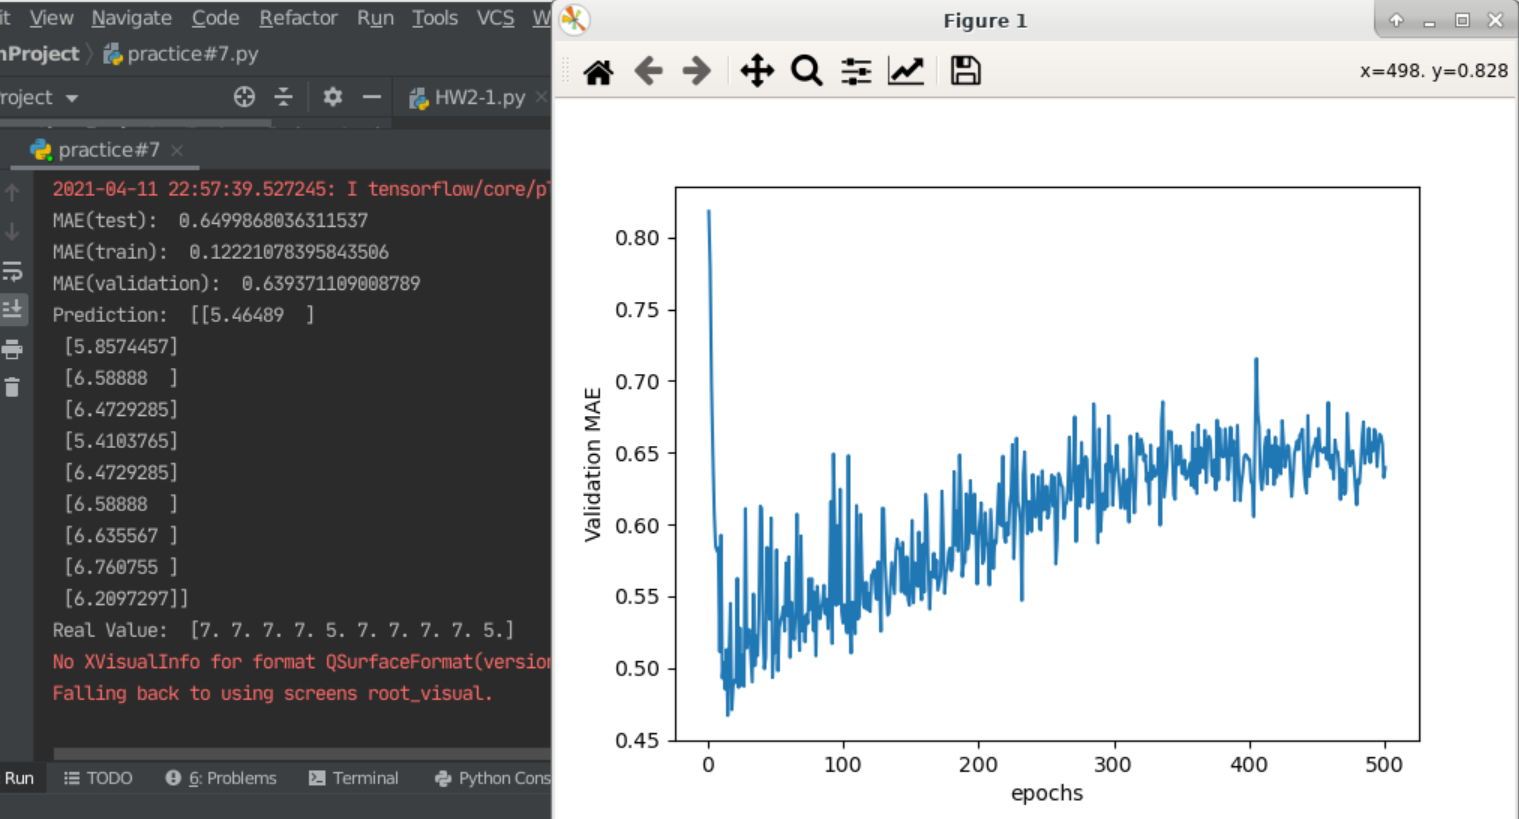 it View Navigate Code Refactor Run Tools VCS W
nProject practice#7.py
roject HW2-1.py
practice#7
2021-04-11 22:57:39.527245: I tensorflow/core/pl
MAE(test):  0.6499868036311537
MAE(train):  0.12221078395843506
MAE(validation):  0.639371109008789
Prediction:  [[5.46489  ]
[5.8574457]
[6.58888  ]
[6.4729285]
[5.4103765]
[6.4729285]
[6.58888  ]
[6.635567 ]
[6.760755 ]
[6.2097297]]
Real Value:  [7. 7. 7. 7. 5. 7. 7. 7. 7. 5.]
No XVisualInfo for format QSurfaceFormat(version
Falling back to using screens root_visual.
Run TODO 6: Problems Terminal Python Cons
Figure 1
x=498. y=0.828
0.80
0.75
0.70
0.65
0.60
0.55
0.50
0.45
Validation MAE
0 100 200 300 400 500
epochs